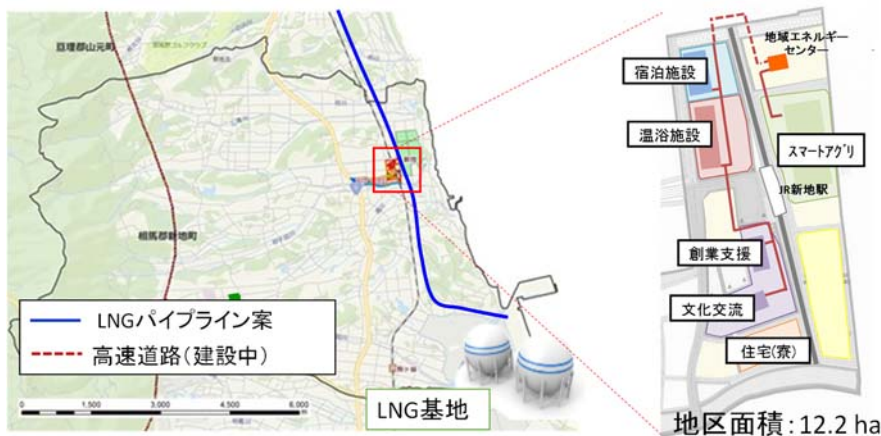 亘理郡山元町
相馬郡新地町
LNGパイプライン案
高速道路(建設中)
0 1,500 3,000 4,500 6,000
LNG基地
地域エネルギー
センター
宿泊施設
温浴施設
スマートアグリ
JR新地駅
創業支援
文化交流
住宅(寮)
地区面積:12.2 ha